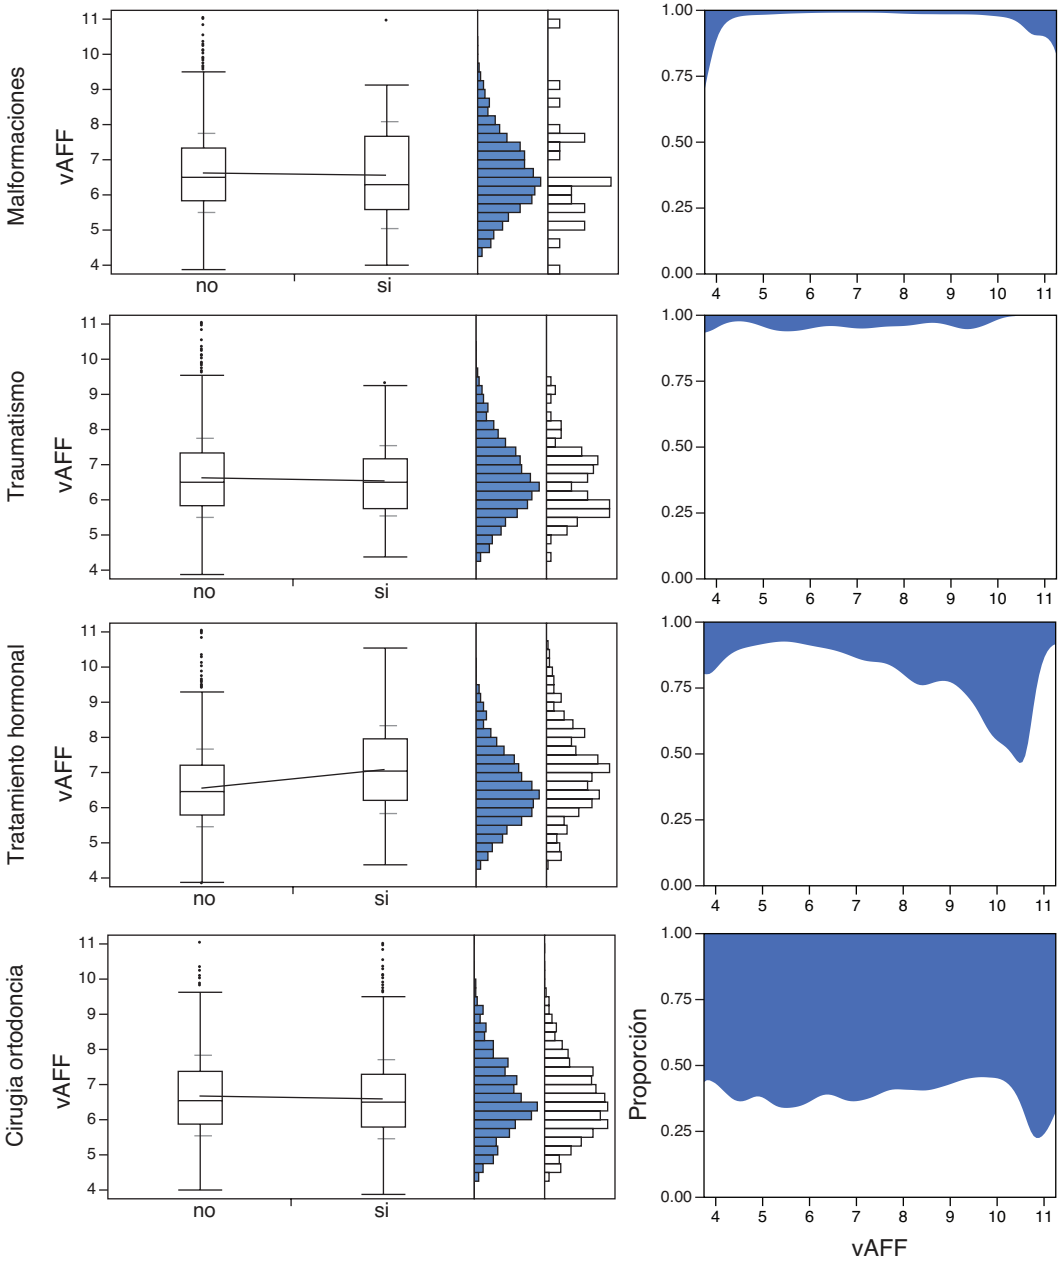 Malformaciones
vAFF
11
10
9
8
7
6
5
4
no si
1.00
0.75
0.50
0.25
0.00
4 5 6 7 8 9 10 11
Traumatismo
vAFF
11
10
9
8
7
6
5
4
no si
1.00
0.75
0.50
0.25
0.00
4 5 6 7 8 9 10 11
Tratamiento hormonal
vAFF
11
10
9
8
7
6
5
4
no si
1.00
0.75
0.50
0.25
0.00
4 5 6 7 8 9 10 11
Cirugia ortodoncia
vAFF
11
10
9
8
7
6
5
4
no si
Proporción
1.00
0.75
0.50
0.25
0.00
4 5 6 7 8 9 10 11
vAFF